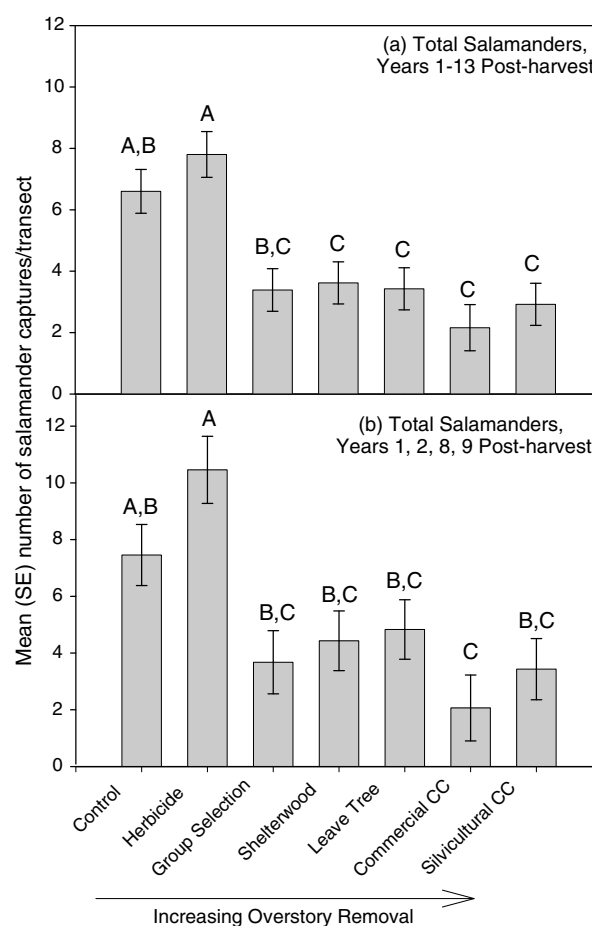 12
(a) Total Salamanders,
Years 1-13 Post-harvest
10
A
8
A,B
6
B,C
C
C
C
C
4
2
0
Mean (SE) number of salamander captures/transect
12
(b) Total Salamanders,
Years 1, 2, 8, 9 Post-harvest
A
10
A,B
8
6
B,C
B,C
B,C
C
B,C
4
2
0
Control
Herbicide
Group Selection
Shelterwood
Leave Tree
Commercial CC
Silvicultural CC
Increasing Overstory Removal